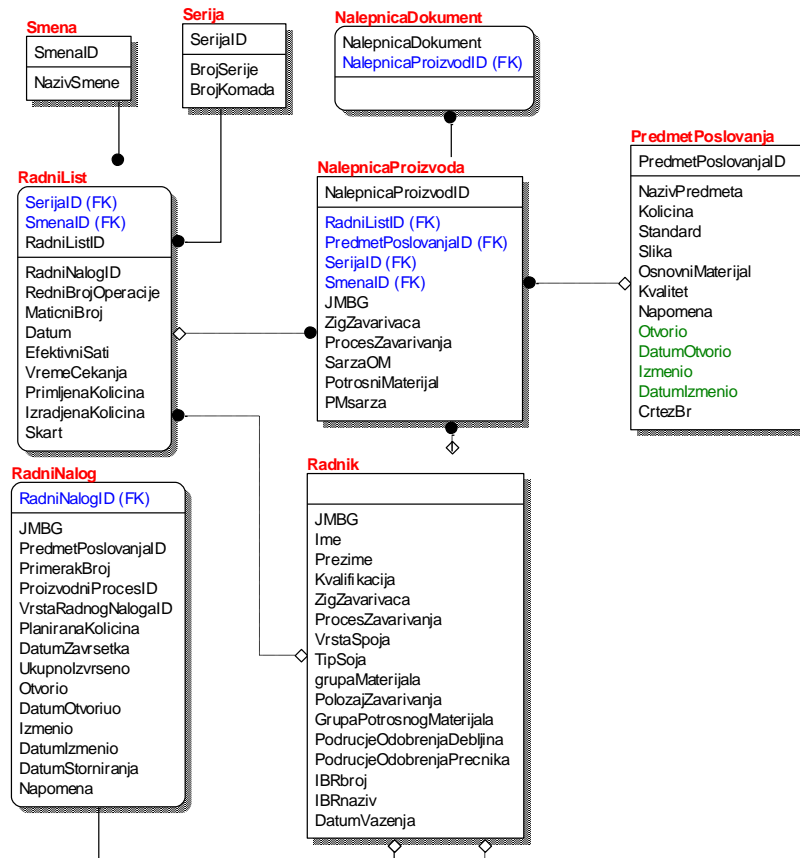 Smena
SmenaID
NazivSmene
Serija
SerijaID
BrojSerije
BrojKomada
NalepnicaDokument
NalepnicaDokument
NalepnicaProizvodID (FK)
PredmetPoslovanja
PredmetPoslovanjaID
NazivPredmeta
Kolicina
Standard
Slika
OsnovniMaterijal
Kvalitet
Napomena
Otvorio
DatumOtvorio
Izmenio
DatumIzmenio
CrtezBr
RadniList
SerijaID (FK)
SmenaID (FK)
RadniListID
RadniNalogID
RedniBrojOperacije
MaticniBroj
Datum
EfektivniSati
VremeCekanja
PrimljenaKolicina
IzradjenaKolicina
Skart
NalepnicaProizvoda
NalepnicaProizvodID
RadniListID (FK)
PredmetPoslovanjaID (FK)
SerijaID (FK)
SmenaID (FK)
JMBG
ZigZavarivaca
ProcesZavarivanja
SarzaOM
PotrosniMaterijal
PMsarza
RadniNalog
RadniNalogID (FK)
JMBG
PredmetPoslovanjaID
PrimerakBroj
ProizvodniProcesID
VrstaRadnogNalogaID
PlaniranaKolicina
DatumZavrsetka
UkupnoIzvrseno
Otvorio
DatumOtvoriuo
Izmenio
DatumIzmenio
DatumStorniranja
Napomena
Radnik
JMBG
Ime
Prezime
Kvalifikacija
ZigZavarivaca
ProcesZavarivanja
VrstaSpoja
TipSoja
grupaMaterijala
PolozajZavarivanja
GrupaPotrosnogMaterijala
PodrucjeOdobrenjaDebljina
PodrucjeOdobrenjaPrecnika
IBRbroj
IBRnaziv
DatumVazenja